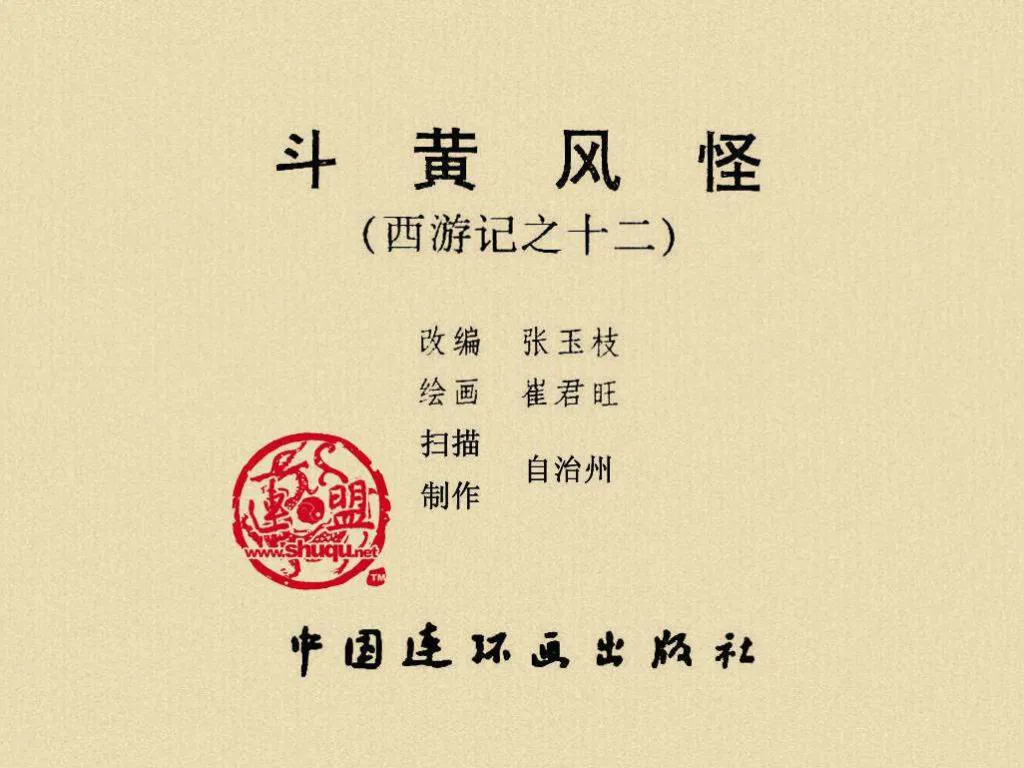 斗黄风怪
(西游记之十二)
改编 张玉枝
绘画 崔君旺
扫描
自治州
制作
連盟
www.shuqu.net
TM
中国连环画出版社